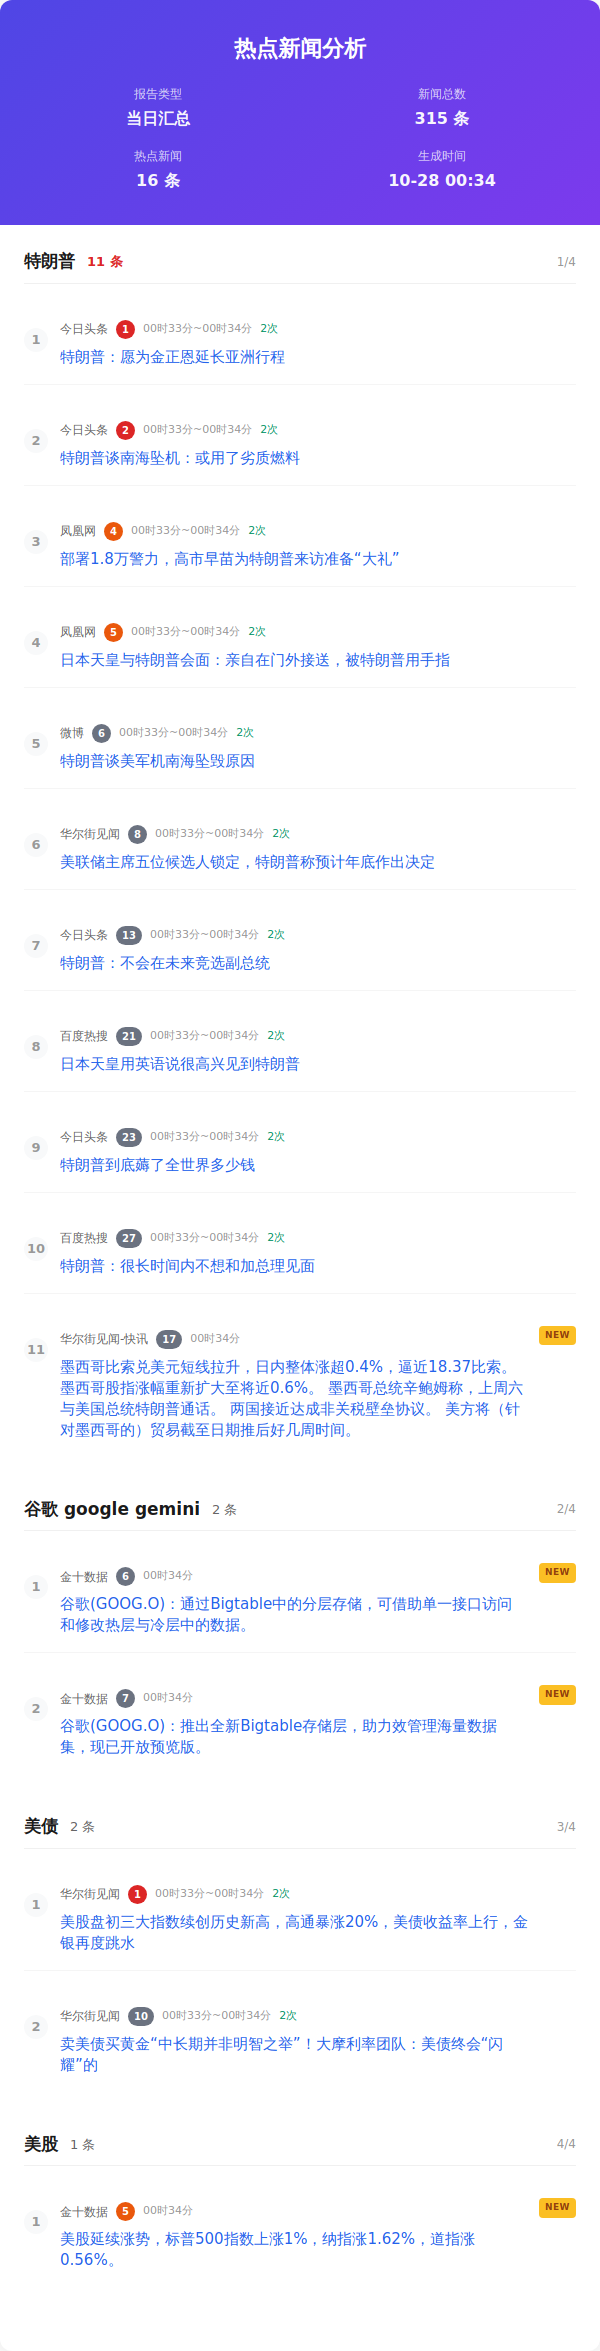 热点新闻分析
报告类型
当日汇总
新闻总数
315 条
热点新闻
16 条
生成时间
10-28 00:34
特朗普 11 条 1/4
1 今日头条 1 00时33分~00时34分 2次
特朗普：愿为金正恩延长亚洲行程
2 今日头条 2 00时33分~00时34分 2次
特朗普谈南海坠机：或用了劣质燃料
3 凤凰网 4 00时33分~00时34分 2次
部署1.8万警力，高市早苗为特朗普来访准备“大礼”
4 凤凰网 5 00时33分~00时34分 2次
日本天皇与特朗普会面：亲自在门外接送，被特朗普用手指
5 微博 6 00时33分~00时34分 2次
特朗普谈美军机南海坠毁原因
6 华尔街见闻 8 00时33分~00时34分 2次
美联储主席五位候选人锁定，特朗普称预计年底作出决定
7 今日头条 13 00时33分~00时34分 2次
特朗普：不会在未来竞选副总统
8 百度热搜 21 00时33分~00时34分 2次
日本天皇用英语说很高兴见到特朗普
9 今日头条 23 00时33分~00时34分 2次
特朗普到底薅了全世界多少钱
10 百度热搜 27 00时33分~00时34分 2次
特朗普：很长时间内不想和加总理见面
11 华尔街见闻-快讯 17 00时34分 NEW
墨西哥比索兑美元短线拉升，日内整体涨超0.4%，逼近18.37比索。
墨西哥股指涨幅重新扩大至将近0.6%。 墨西哥总统辛鲍姆称，上周六
与美国总统特朗普通话。 两国接近达成非关税壁垒协议。 美方将（针
对墨西哥的）贸易截至日期推后好几周时间。
谷歌 google gemini 2 条 2/4
1 金十数据 6 00时34分 NEW
谷歌(GOOG.O)：通过Bigtable中的分层存储，可借助单一接口访问
和修改热层与冷层中的数据。
2 金十数据 7 00时34分 NEW
谷歌(GOOG.O)：推出全新Bigtable存储层，助力效管理海量数据
集，现已开放预览版。
美债 2 条 3/4
1 华尔街见闻 1 00时33分~00时34分 2次
美股盘初三大指数续创历史新高，高通暴涨20%，美债收益率上行，金
银再度跳水
2 华尔街见闻 10 00时33分~00时34分 2次
卖美债买黄金“中长期并非明智之举”！大摩利率团队：美债终会“闪
耀”的
美股 1 条 4/4
1 金十数据 5 00时34分 NEW
美股延续涨势，标普500指数上涨1%，纳指涨1.62%，道指涨
0.56%。